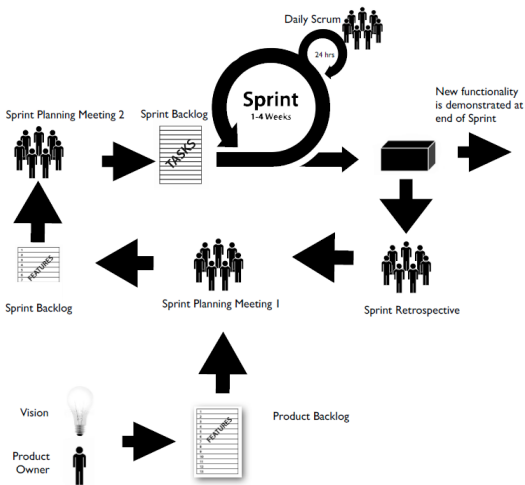 Daily Scrum
24 hrs
Sprint
1-4 Weeks
New functionality
is demonstrated at
end of Sprint
Sprint Planning Meeting 2
Sprint Backlog
TASKS
FEATURES
Sprint Backlog
Sprint Planning Meeting 1
Sprint Retrospective
Vision
Product
Owner
FEATURES
Product Backlog